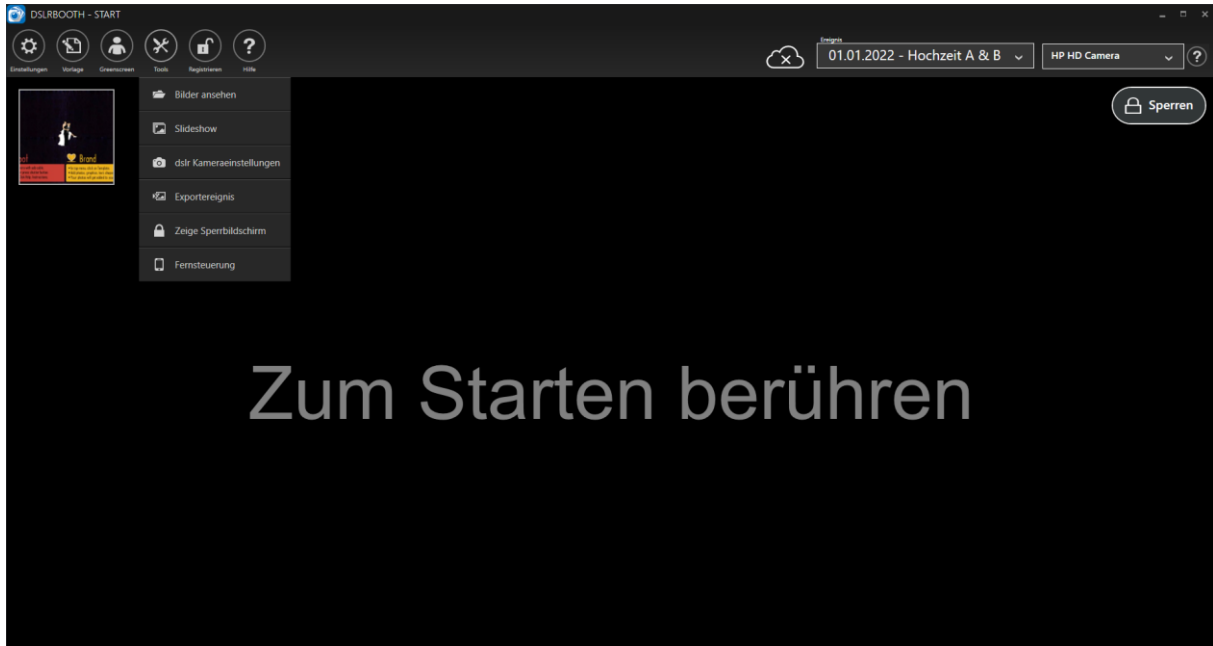 DSLRBOOTH - START
Einstellungen Vorlage Greenscreen Tools Registrieren Hilfe
Ereignis
01.01.2022 - Hochzeit A & B
HP HD Camera
?
Sperren
Bilder ansehen
Slideshow
dslr Kameraeinstellungen
Exportereignis
Zeige Sperrbildschirm
Fernsteuerung
Brand
Zum Starten berühren